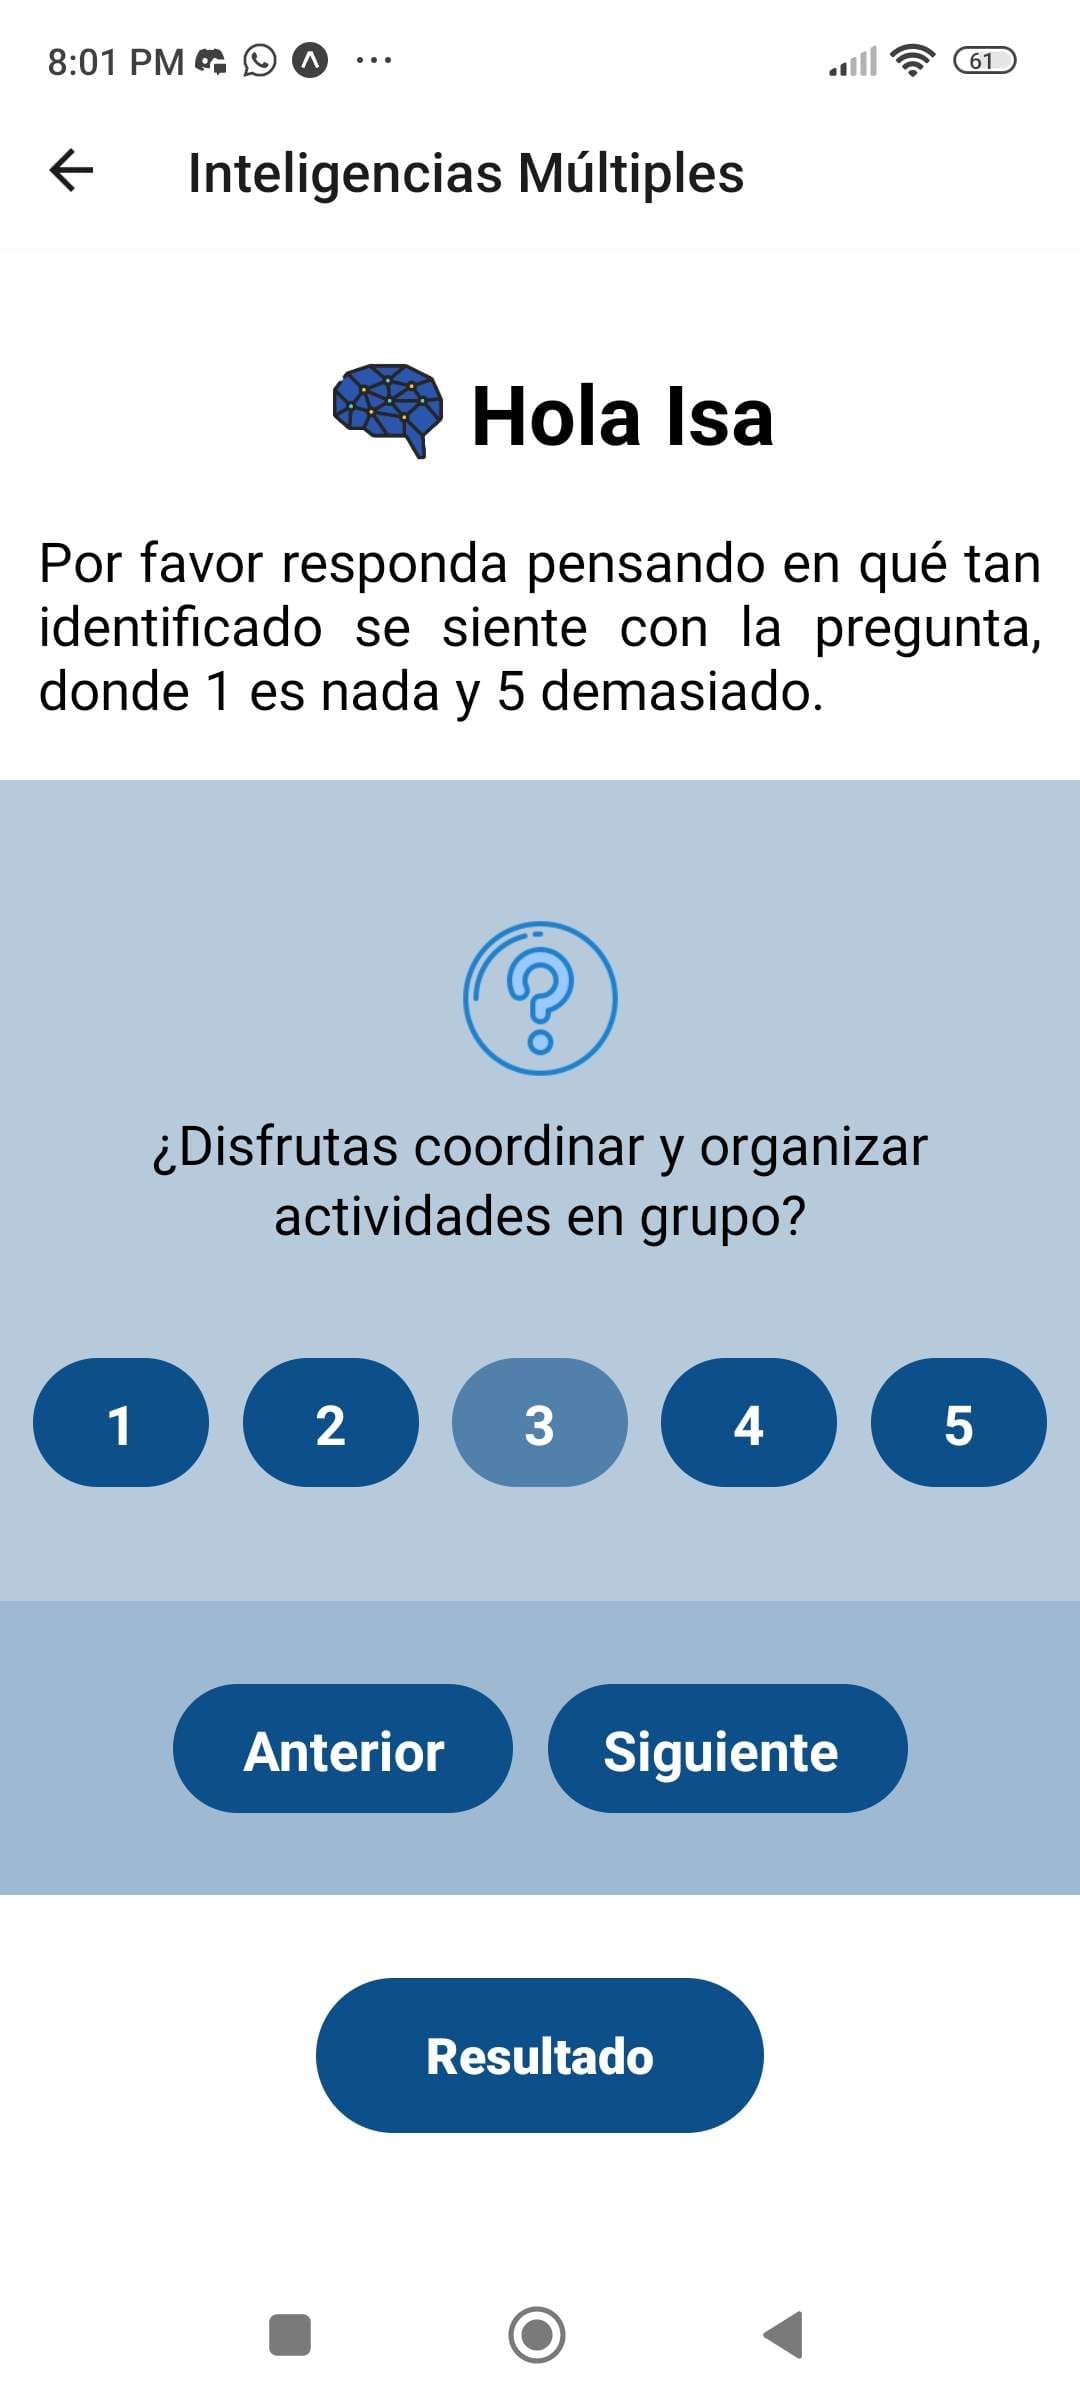 8:01 PM
61
Inteligencias Múltiples
Hola Isa
Por favor responda pensando en qué tan
identificado se siente con la pregunta,
donde 1 es nada y 5 demasiado.
¿Disfrutas coordinar y organizar
actividades en grupo?
1 2 3 4 5
Anterior Siguiente
Resultado